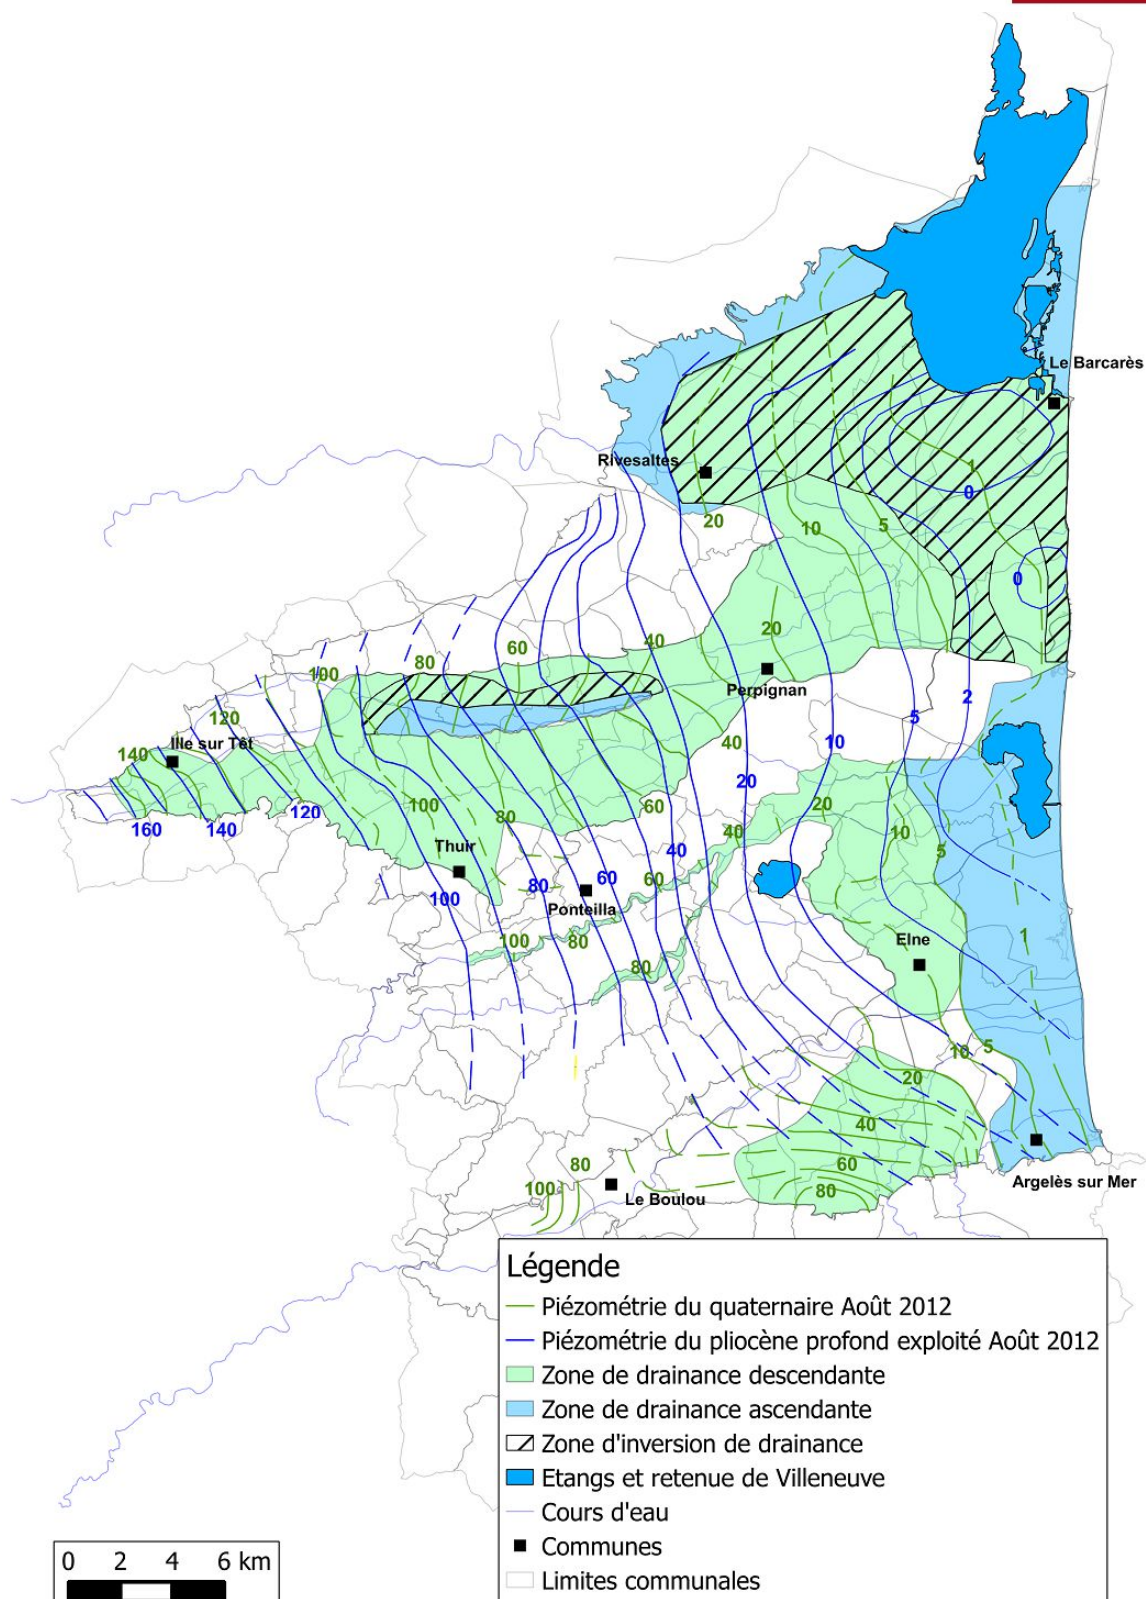 Le Barcarès
Rivesaltes
1
0
20
10
5
0
40
20
60
80
100
Perpignan
120
2
5
Ille sur Têt
140
40
10
20
120
100
60
20
160
140
80
40
10
Thuir
40
5
100
80
60
60
Ponteilla
Elne
1
100
80
80
10
5
20
40
80
60
Argelès sur Mer
100
Le Boulou
80
Légende
Piézométrie du quaternaire Août 2012
Piézométrie du pliocène profond exploité Août 2012
Zone de drainance descendante
Zone de drainance ascendante
Zone d'inversion de drainance
Etangs et retenue de Villeneuve
Cours d'eau
Communes
Limites communales
0 2 4 6 km